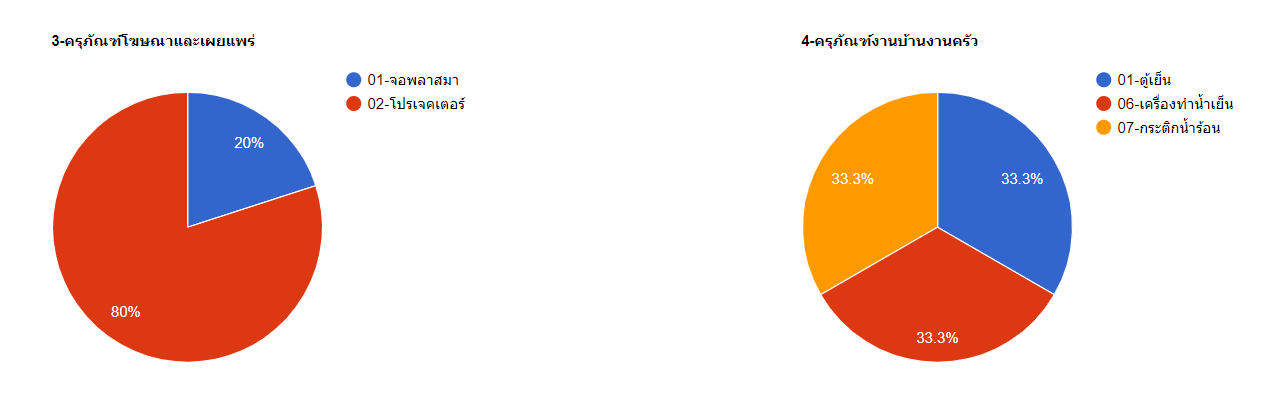 3-ครุภัณฑ์โฆษณาและเผยแพร่
01-จอพลาสมา
02-โปรเจคเตอร์
20%
80%
4-ครุภัณฑ์งานบ้านงานครัว
01-ตู้เย็น
06-เครื่องทำน้ำเย็น
07-กระติกน้ำร้อน
33.3%
33.3%
33.3%